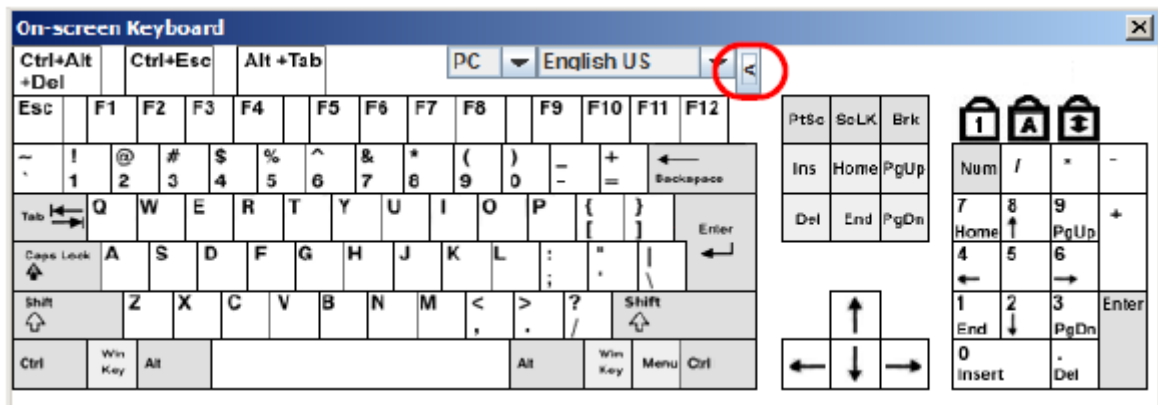 On-screen Keyboard
Ctrl+Alt +Del Ctrl+Esc Alt +Tab PC English US <
Esc F1 F2 F3 F4 F5 F6 F7 F8 F9 F10 F11 F12 PtSc ScLK Brk 1 A
~ ` ! 1 @ 2 # 3 $ 4 % 5 ^ 6 & 7 * 8 ( 9 ) 0 _ - + = Backspace Ins Home PgUp Num / * -
Tab Q W E R T Y U I O P { [ } ] Enter Del End PgDn 7 Home 8 9 PgUp +
Caps Lock A S D F G H J K L : ; " ' | \ 4 5 6
Shift Z X C V B N M < , > . ? / Shift 1 End 2 3 PgDn Enter
Ctrl Win Key Alt Alt Win Key Menu Ctrl 0 Insert . Del